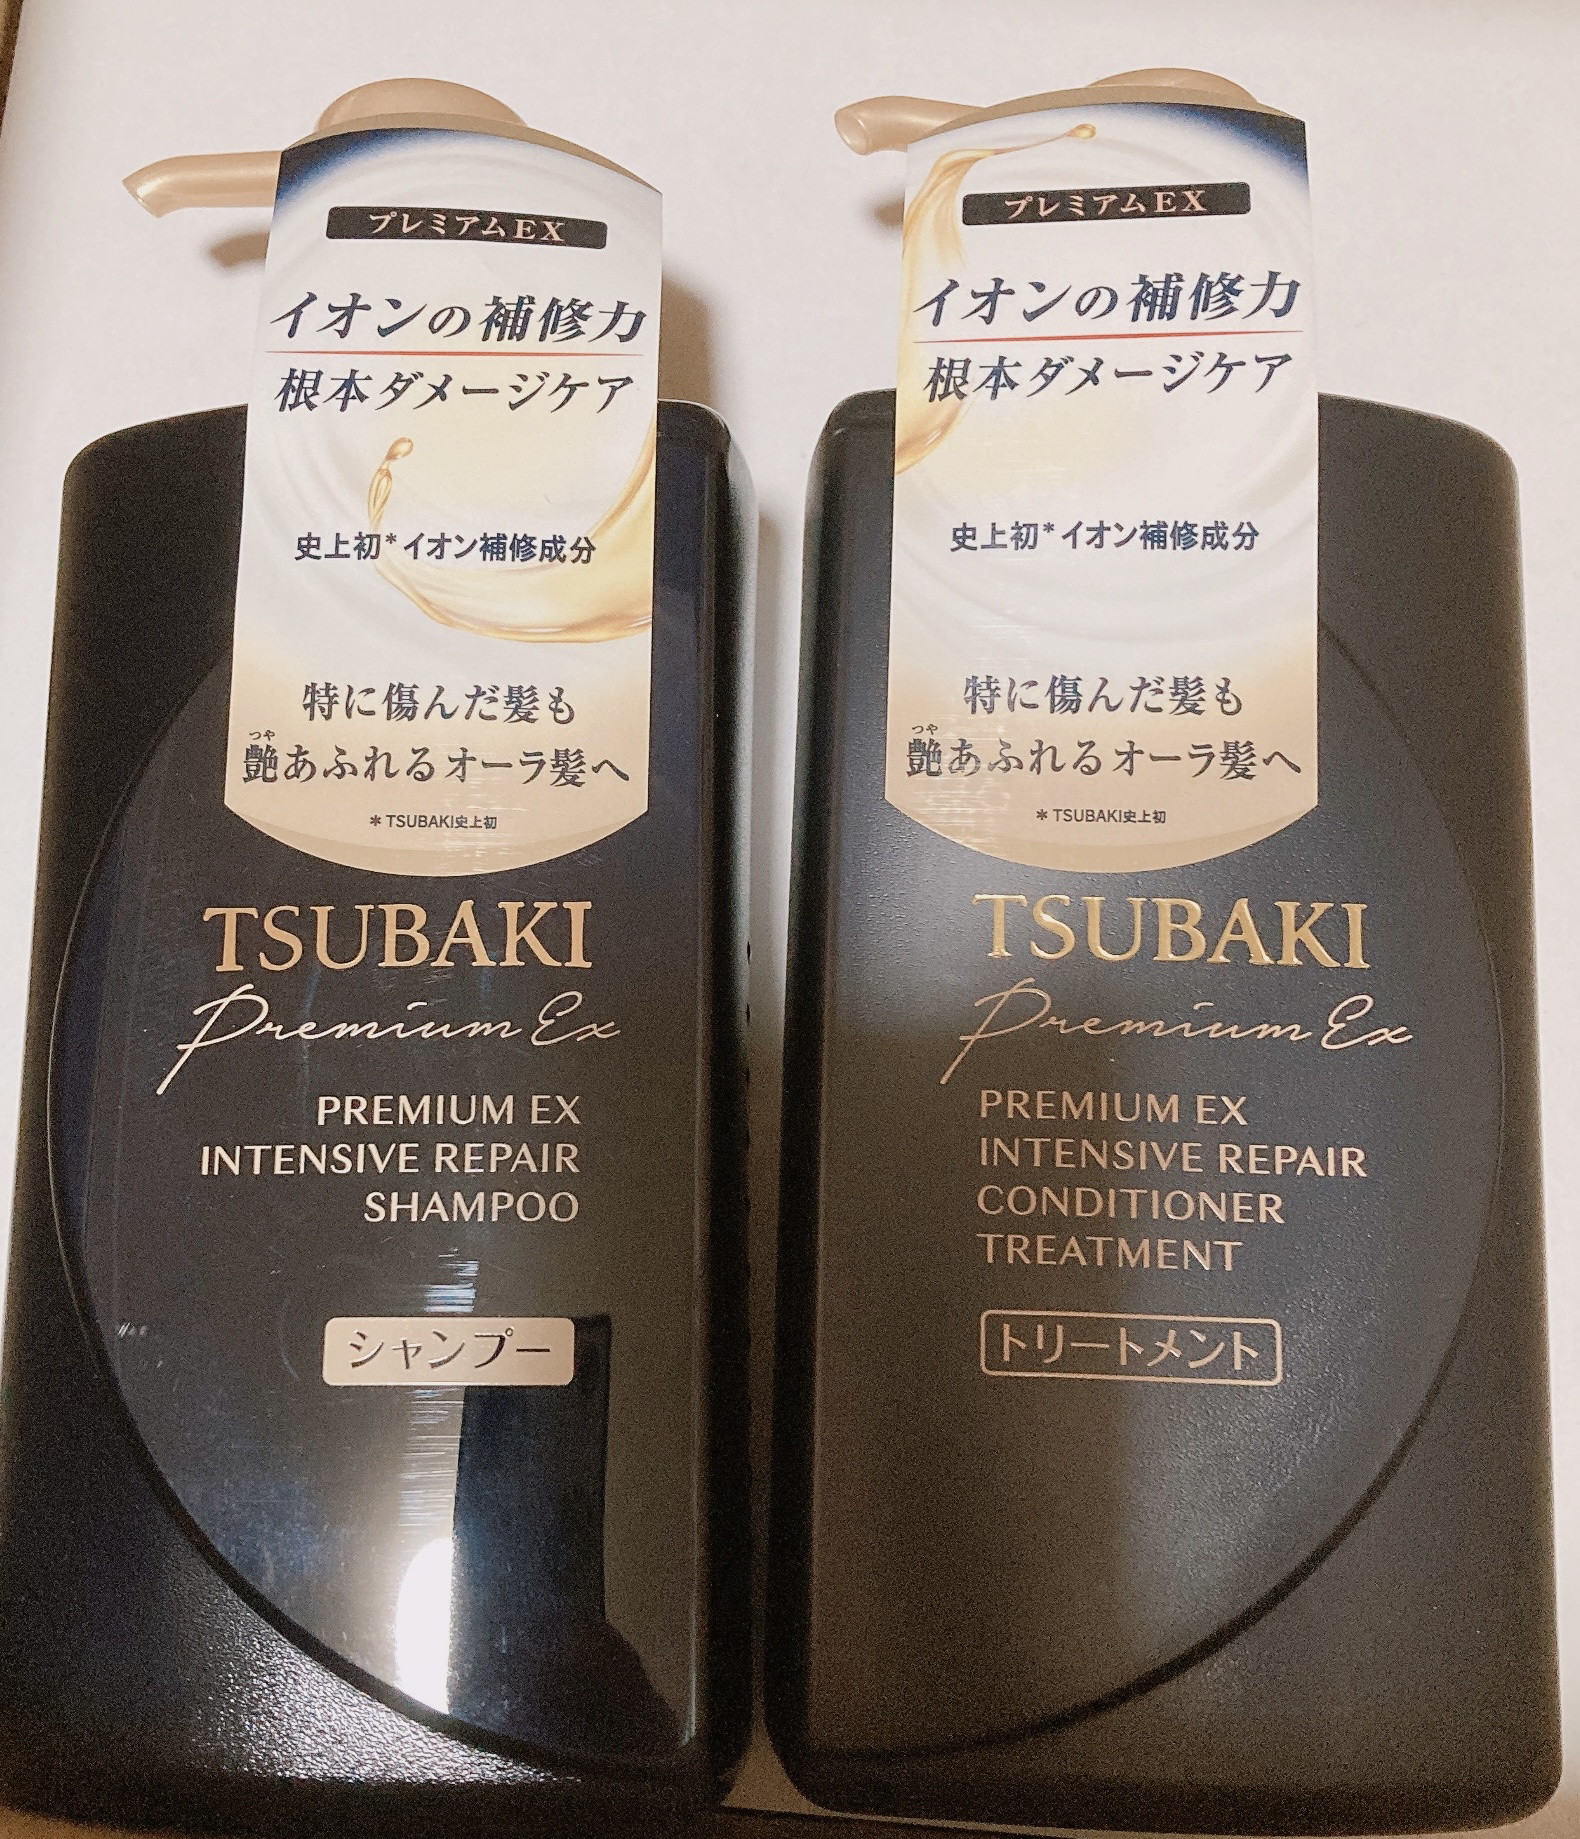 プレミアムEX
イオンの補修力
根本ダメージケア
史上初*イオン補修成分
特に傷んだ髪も
つや
艶あふれるオーラ髪へ
*TSUBAKI史上初
TSUBAKI
Premium Ex
PREMIUM EX
INTENSIVE REPAIR
SHAMPOO
シャンプー
プレミアムEX
イオンの補修力
根本ダメージケア
史上初*イオン補修成分
特に傷んだ髪も
つや
艶あふれるオーラ髪へ
*TSUBAKI史上初
TSUBAKI
Premium Ex
PREMIUM EX
INTENSIVE REPAIR
CONDITIONER
TREATMENT
トリートメント